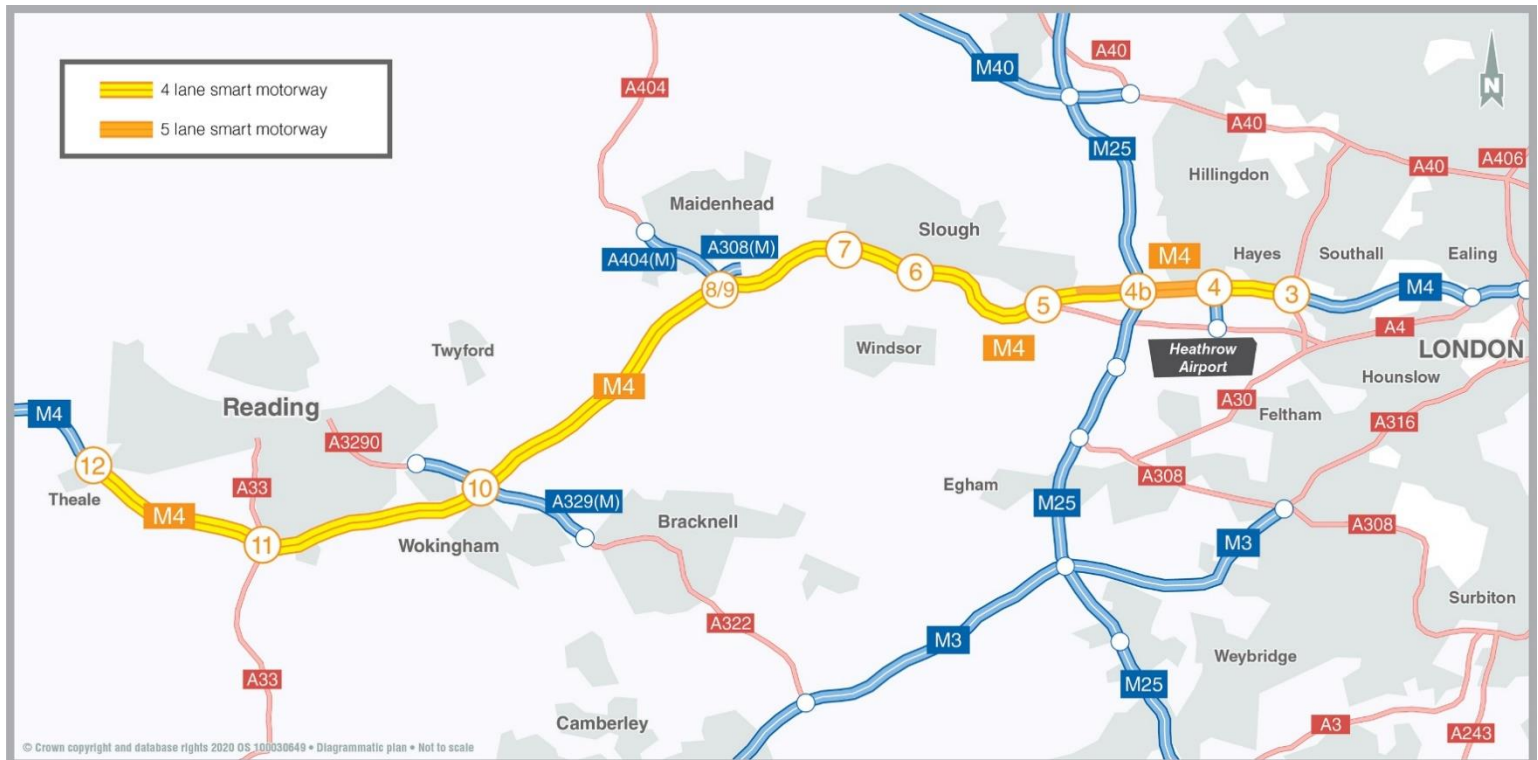 4 lane smart motorway
5 lane smart motorway
A404
M40
A40
N
A40
M25
A40
A406
Hillingdon
Maidenhead
Slough
A404(M)
A308(M)
7
6
8/9
5
4b
M4
4
Hayes
3
Southall
Ealing
M4
M4
Windsor
Heathrow
Airport
A4
LONDON
Hounslow
Twyford
M4
A30
Feltham
A316
M4
Reading
A3290
12
Theale
A33
M4
11
10
A329(M)
Wokingham
Bracknell
Egham
A308
M25
M3
A308
A322
M3
Surbiton
Weybridge
A33
M25
Camberley
A3
A243
© Crown copyright and database rights 2020 OS 100030649 • Diagrammatic plan • Not to scale